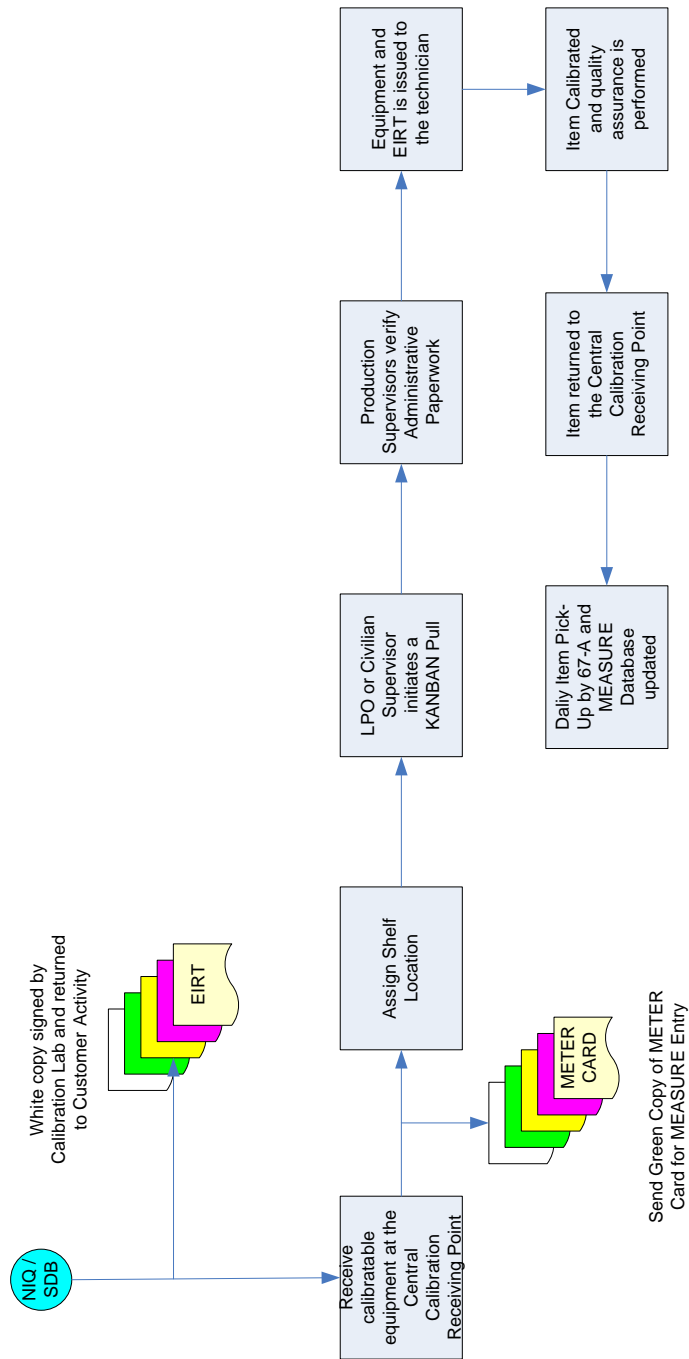 NIQ /
SDB
White copy signed by
Calibration Lab and returned
to Customer Activity
EIRT
Receive
calibratable
equipment at the
Central
Calibration
Receiving Point
Send Green Copy of METER
Card for MEASURE Entry
METER
CARD
Assign Shelf
Location
LPO or Civilian
Supervisor
initiates a
KANBAN Pull
Production
Supervisors verify
Administrative
Paperwork
Equipment and
EIRT is issued to
the technician
Item Calibrated
and quality
assurance is
performed
Item returned to
the Central
Calibration
Receiving Point
Daliy Item Pick-
Up by 67-A and
MEASURE
Database
updated